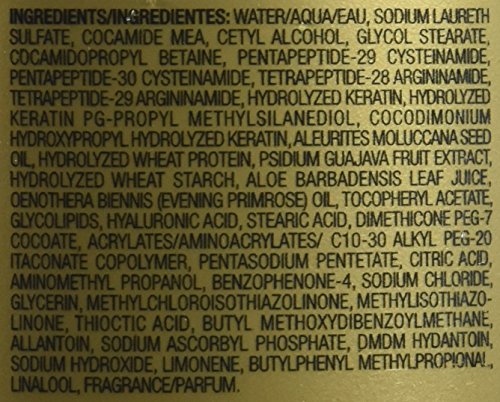 INGREDIENTS/INGREDIENTES: WATER/AQUA/EAU, SODIUM LAURETH
SULFATE, COCAMIDE MEA, CETYL ALCOHOL, GLYCOL STEARATE,
COCAMIDOPROPYL BETAINE, PENTAPEPTIDE-29 CYSTEINAMIDE,
PENTAPEPTIDE-30 CYSTEINAMIDE, TETRAPEPTIDE-28 ARGININAMIDE,
TETRAPEPTIDE-29 ARGININAMIDE, HYDROLYZED KERATIN, HYDROLYZED
KERATIN PG-PROPYL METHYLSILANEDIOL, COCODIMONIUM
HYDROXYPROPYL HYDROLYZED KERATIN, ALEURITES MOLUCCANA SEED
OIL, HYDROLYZED WHEAT PROTEIN, PSIDIUM GUAJAVA FRUIT EXTRACT,
HYDROLYZED WHEAT STARCH, ALOE BARBADENSIS LEAF JUICE,
OENOTHERA BIENNIS (EVENING PRIMROSE) OIL, TOCOPHERYL ACETATE,
GLYCOLIPIDS, HYALURONIC ACID, STEARIC ACID, DIMETHICONE PEG-7
COCOATE, ACRYLATES/AMINOACRYLATES/ C10-30 ALKYL PEG-20
ITACONATE COPOLYMER, PENTASODIUM PENTETATE, CITRIC ACID,
AMINOMETHYL PROPANOL, BENZOPHENONE-4, SODIUM CHLORIDE,
GLYCERIN, METHYLCHLOROISOTHIAZOLINONE, METHYLISOTHIAZO-
LINONE, THIOCTIC ACID, BUTYL METHOXYDIBENZOYLMETHANE,
ALLANTOIN, SODIUM ASCORBYL PHOSPHATE, DMDM HYDANTOIN,
SODIUM HYDROXIDE, LIMONENE, BUTYLPHENYL METHYLPROPIONAL,
LINALOOL, FRAGRANCE/PARFUM.